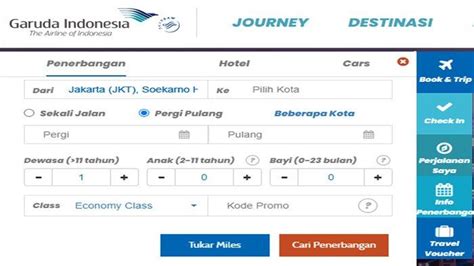 Garuda Indonesia
The Airline of Indonesia
JOURNEY DESTINASI
Penerbangan Hotel Cars
Dari Jakarta (JKT), Soekarno H Ke Pilih Kota
Sekali Jalan Pergi Pulang Beberapa Kota
Pergi Pulang
Dewasa (>11 tahun) Anak (2-11 tahun) ? Bayi (0-23 bulan) ?
- 1 + - 0 + - 0 +
Class Economy Class Kode Promo ?
Tukar Miles Cari Penerbangan
Book & Trip
Check In
Perjalanan
Saya
Info
Penerbanga
Travel
Voucher